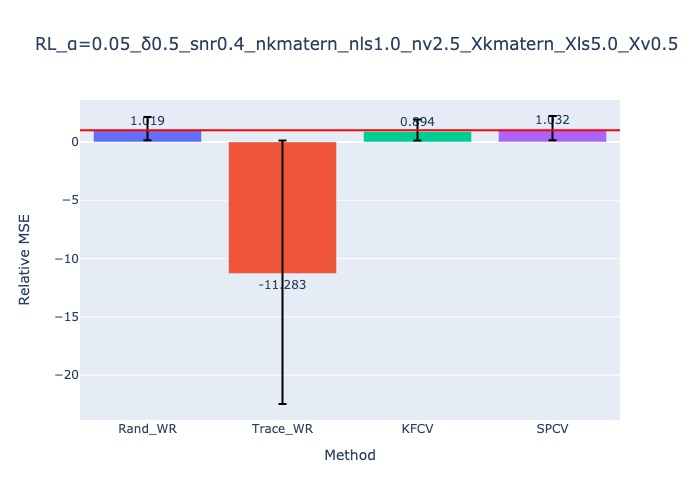 RL_α=0.05_δ0.5_snr0.4_nkmatern_nls1.0_nv2.5_Xkmatern_Xls5.0_Xv0.5
1.019
0.894
1.032
-11.283
0
−5
−10
−15
−20
Relative MSE
Rand_WR
Trace_WR
KFCV
SPCV
Method